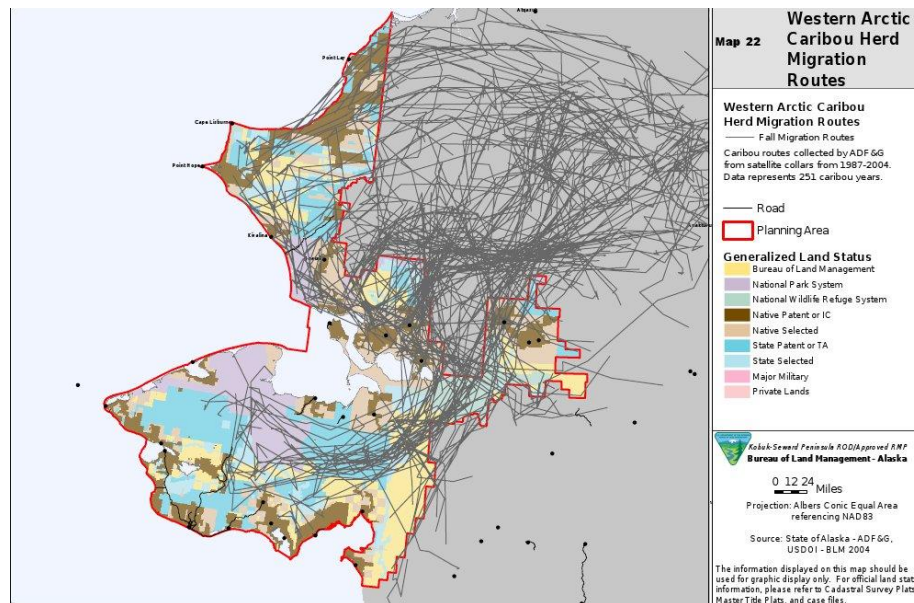 Point Lay
Cape Lisburne
Point Hope
Kivalina
Map 22
Western Arctic
Caribou Herd
Migration
Routes
Western Arctic Caribou
Herd Migration Routes
Fall Migration Routes
Caribou routes collected by ADF&G
from satellite collars from 1987-2004.
Data represents 251 caribou years.
Road
Planning Area
Generalized Land Status
Bureau of Land Management
National Park System
National Wildlife Refuge System
Native Patent or IC
Native Selected
State Patent or TA
State Selected
Major Military
Private Lands
Kobuk-Seward Peninsula ROD/Approved RMP
Bureau of Land Management - Alaska
0 12 24
Miles
Projection: Albers Conic Equal Area
referencing NAD83
Source: State of Alaska - ADF&G,
USDOI - BLM 2004
The information displayed on this map should be
used for graphic display only. For official land stat
information, please refer to Cadastral Survey Plats
Master Title Plats, and case files.